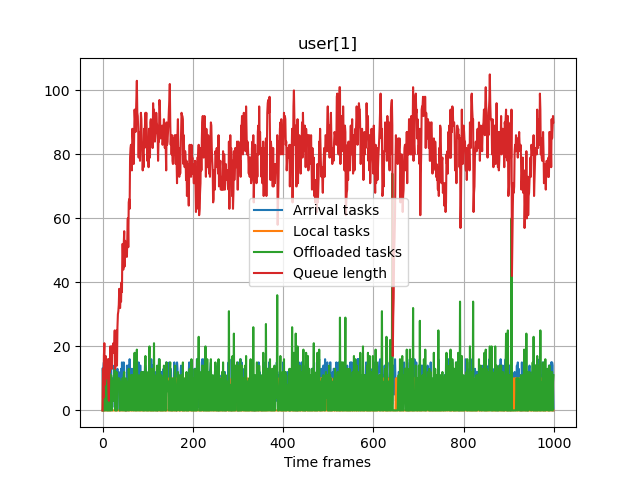 user[1]
100
80
60
40
20
0
Arrival tasks
Local tasks
Offloaded tasks
Queue length
0 200 400 600 800 1000
Time frames